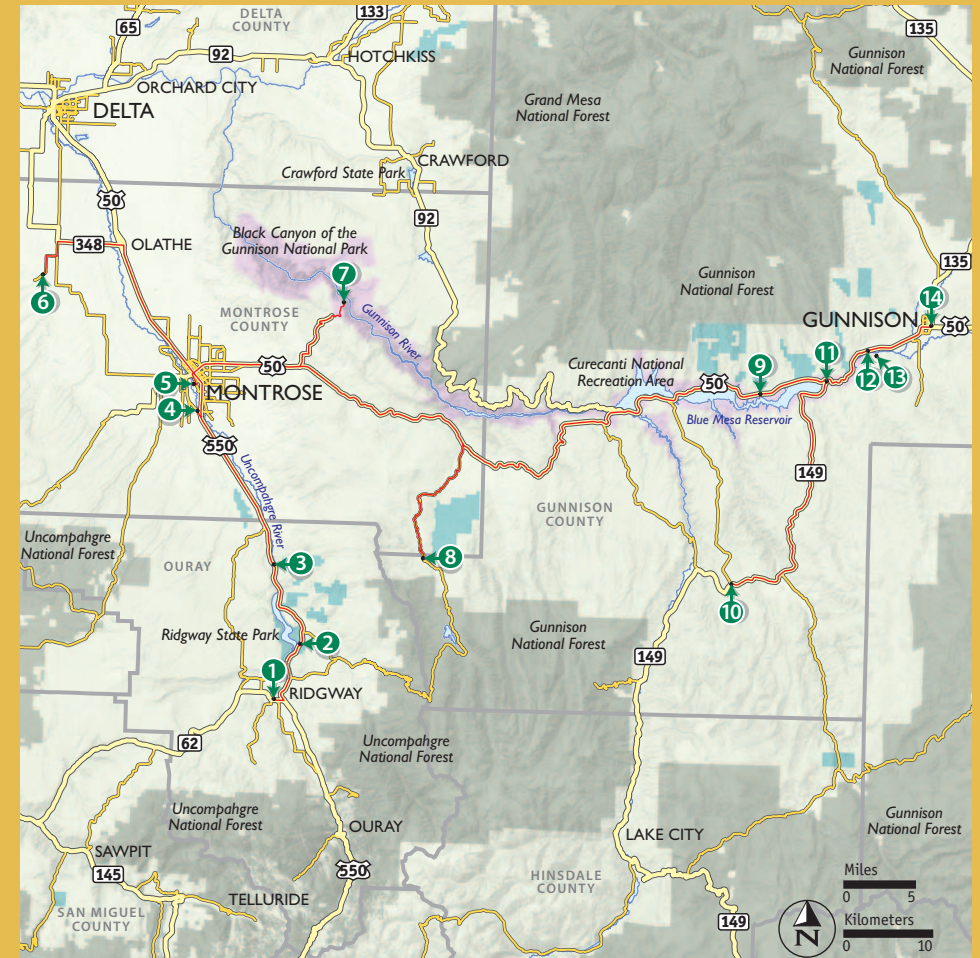 DELTA
COUNTY
133
135
65
92
HOTCHKISS
Gunnison
National Forest
ORCHARD CITY
Grand Mesa
National Forest
DELTA
CRAWFORD
Crawford State Park
50
92
348
OLATHE
Black Canyon of the
Gunnison National Park
7
6
135
Gunnison
National Forest
14
MONTROSE
COUNTY
Gunnison River
GUNNISON
50
50
Curecanti National
Recreation Area
9
11
12
13
5
MONTROSE
50
4
Blue Mesa Reservoir
550
Uncompahgre River
149
GUNNISON
COUNTY
Uncompahgre
National Forest
OURAY
3
8
10
Ridgway State Park
2
Gunnison
National Forest
149
1
RIDGWAY
62
Uncompahgre
National Forest
Uncompahgre
National Forest
OURAY
LAKE CITY
Gunnison
National Forest
SAWPIT
145
550
HINSDALE
COUNTY
Miles
0
5
TELLURIDE
SAN MIGUEL
COUNTY
149
N
Kilometers
0
10